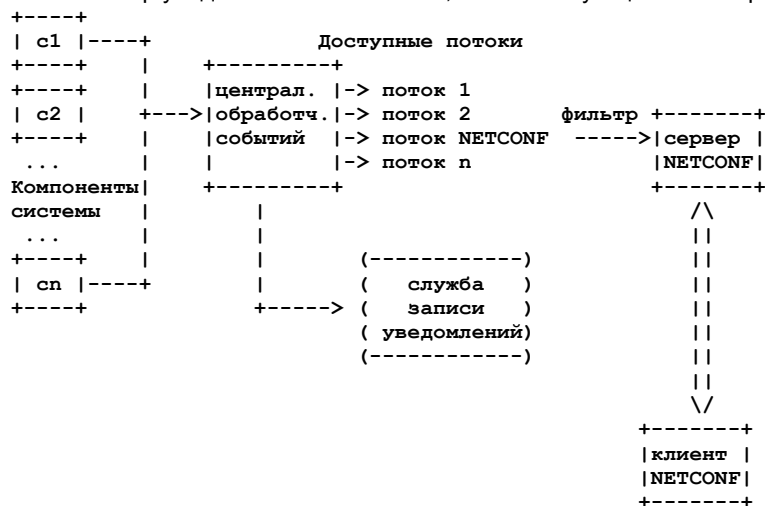 +----+
| c1 |----+              Доступные потоки
+----+    |    +---------+
+----+    |    |централ. |-> поток 1
| c2 |    +--->|обработч.|-> поток 2      фильтр +-------+
+----+    |    |событий  |-> поток NETCONF ----->|сервер |
 ...      |    |         |-> поток n             |NETCONF|
Компоненты|    +---------+                       +-------+
системы   |        |                                /\
 ...      |        |                                ||
+----+    |        |       (------------)           ||
| cn |----+        |       (   служба   )           ||
+----+             +-----> (   записи   )           ||
                           ( уведомлений)           ||
                           (------------)           ||
                                                    ||
                                                    \/
                                                +-------+
                                                |клиент |
                                                |NETCONF|
                                                +-------+